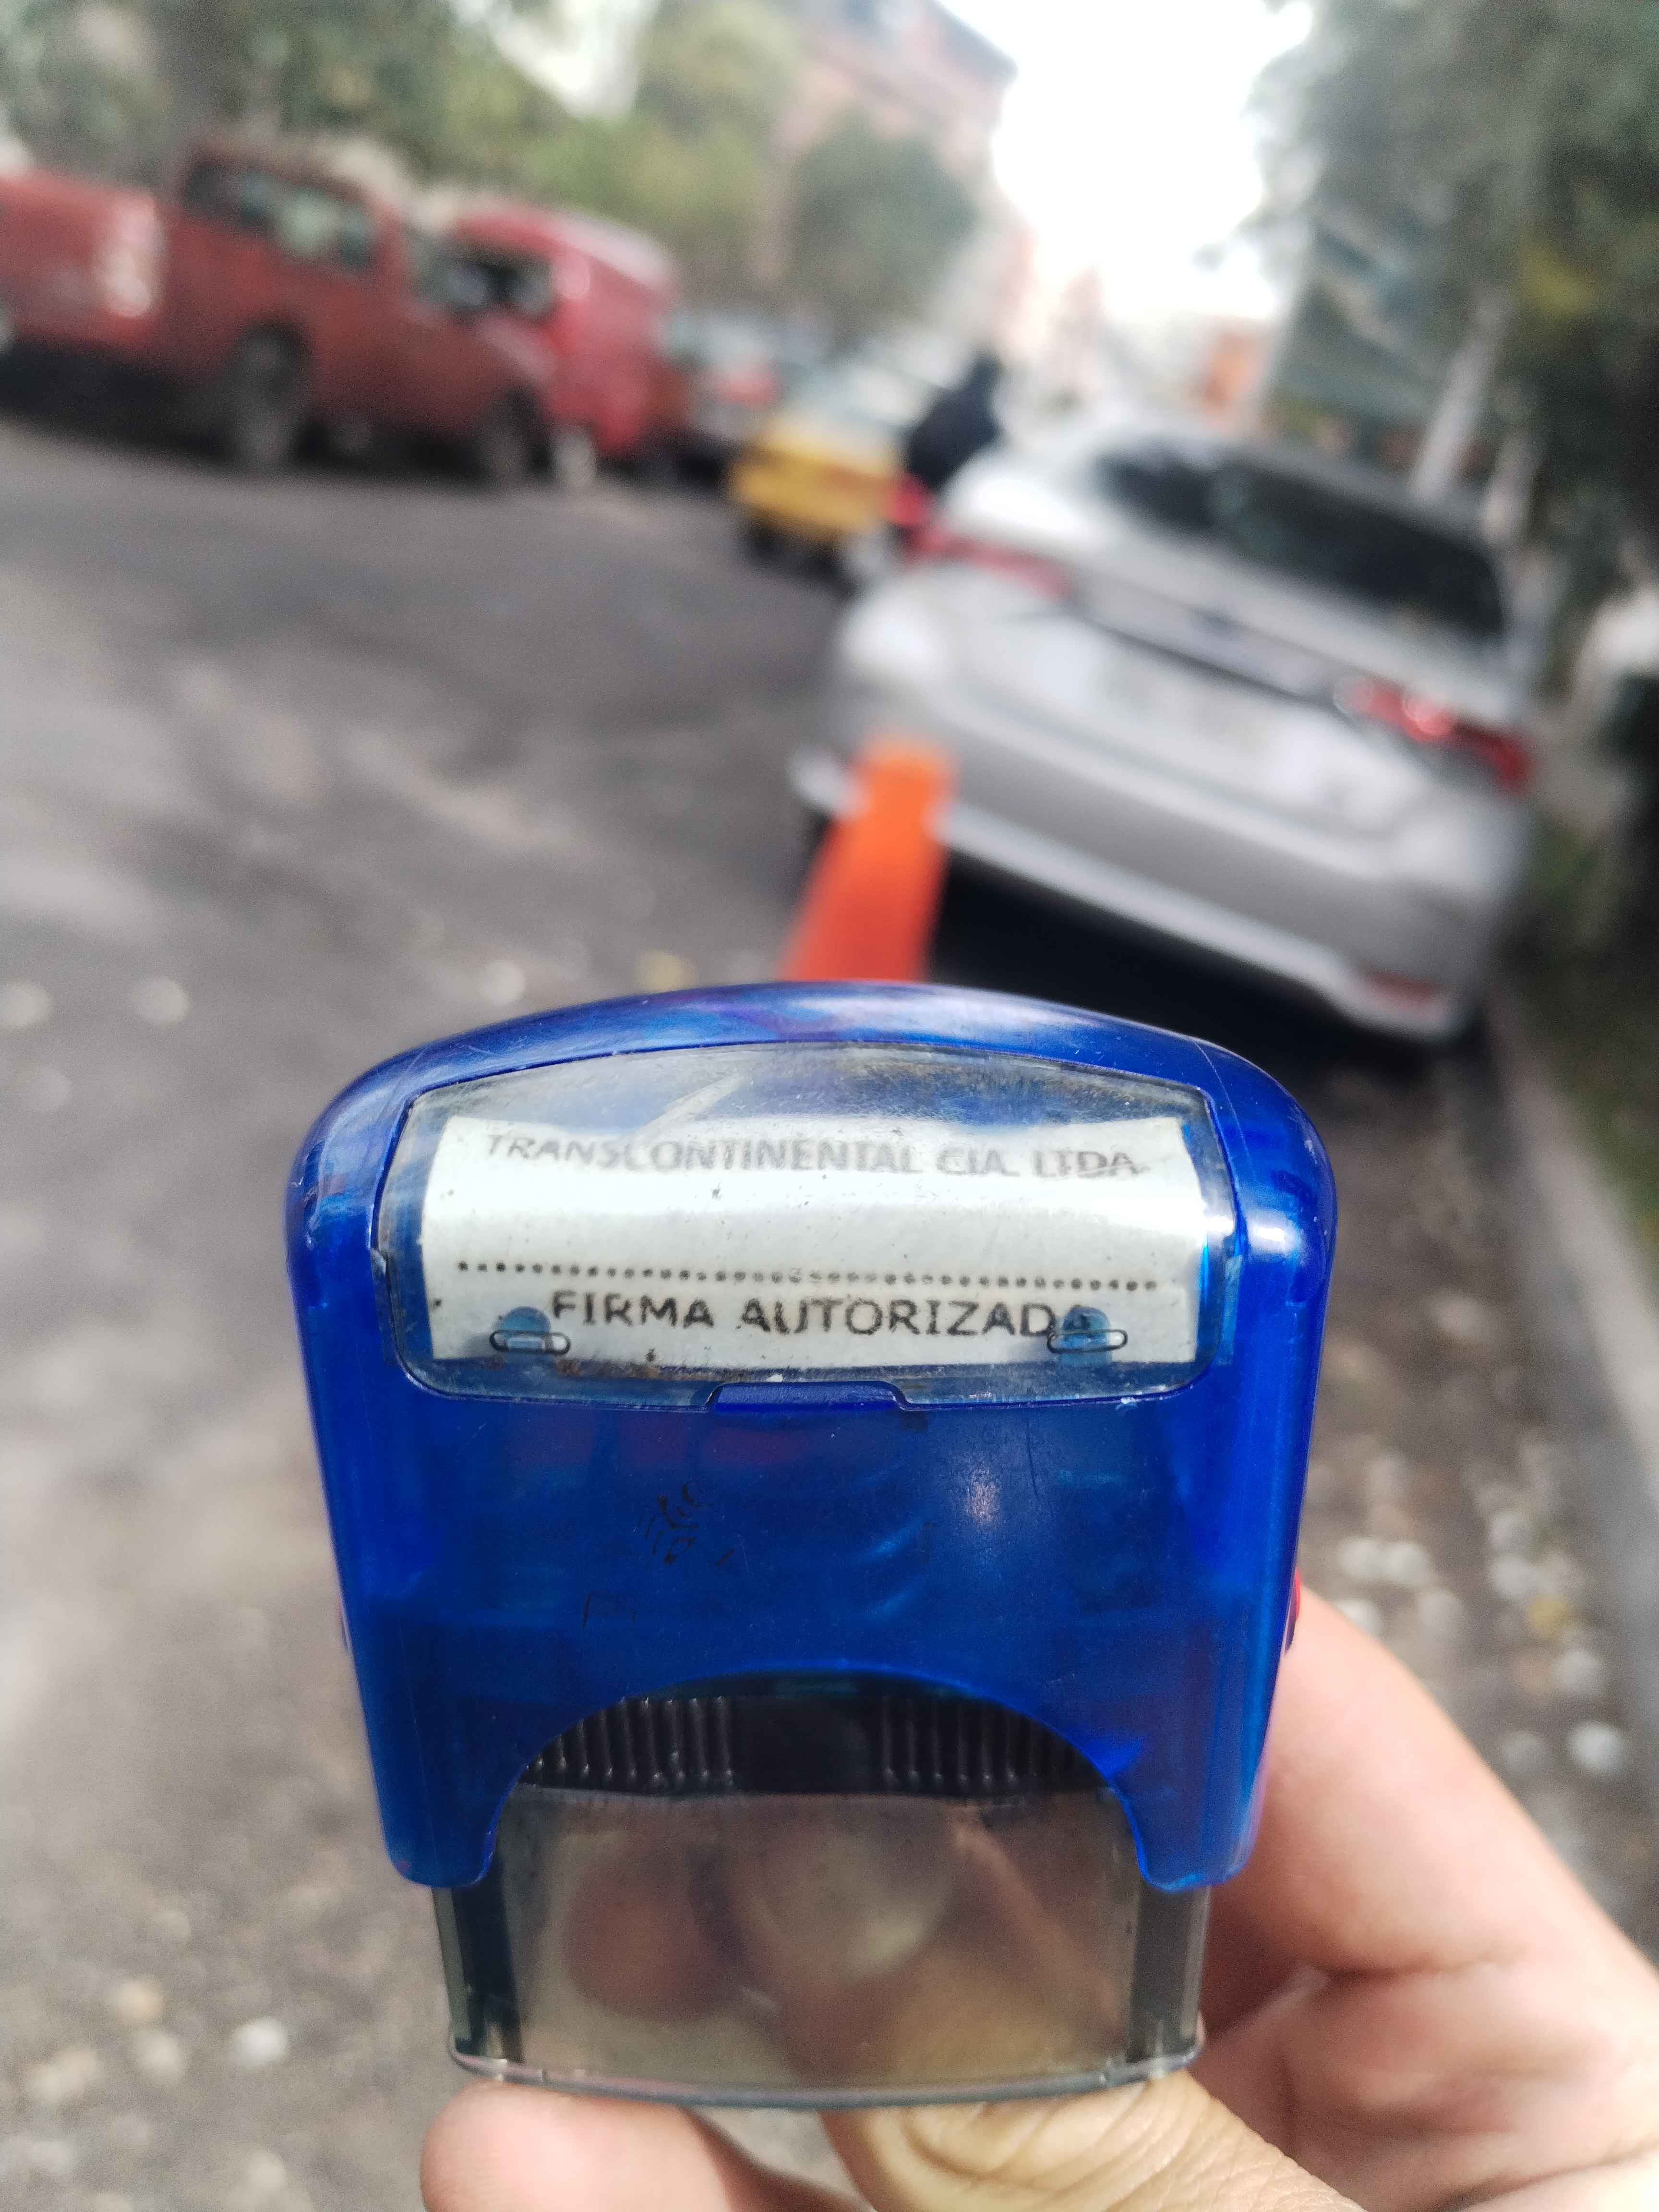 TRANSCONTINENTAL CIA. LTDA.
FIRMA AUTORIZADA